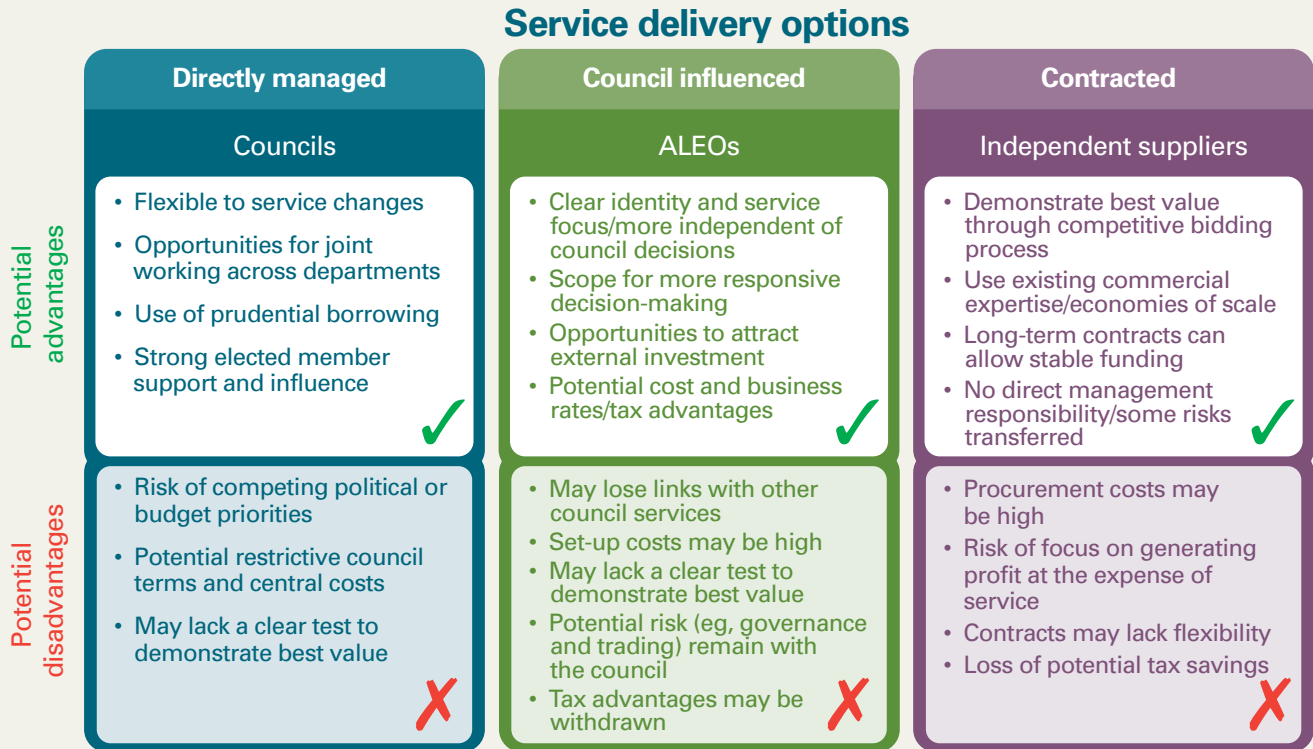 Service delivery options
Directly managed
Councils
Potential
advantages
• Flexible to service changes
• Opportunities for joint
working across departments
• Use of prudential borrowing
• Strong elected member
support and influence
Potential
disadvantages
• Risk of competing political or
budget priorities
• Potential restrictive council
terms and central costs
• May lack a clear test to
demonstrate best value
Council influenced
ALEOs
• Clear identity and service
focus/more independent of
council decisions
• Scope for more responsive
decision-making
• Opportunities to attract
external investment
• Potential cost and business
rates/tax advantages
• May lose links with other
council services
• Set-up costs may be high
• May lack a clear test to
demonstrate best value
• Potential risk (eg, governance
and trading) remain with
the council
• Tax advantages may be
withdrawn
Contracted
Independent suppliers
• Demonstrate best value
through competitive bidding
process
• Use existing commercial
expertise/economies of scale
• Long-term contracts can
allow stable funding
• No direct management
responsibility/some risks
transferred
• Procurement costs may
be high
• Risk of focus on generating
profit at the expense of
service
• Contracts may lack flexibility
• Loss of potential tax savings